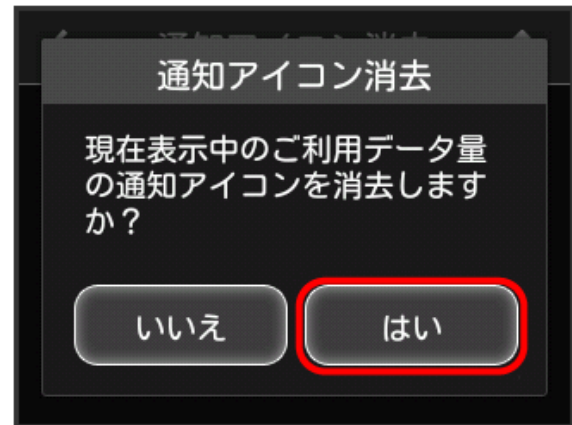 通知アイコン消去
現在表示中のご利用データ量
の通知アイコンを消去します
か？
いいえ
はい